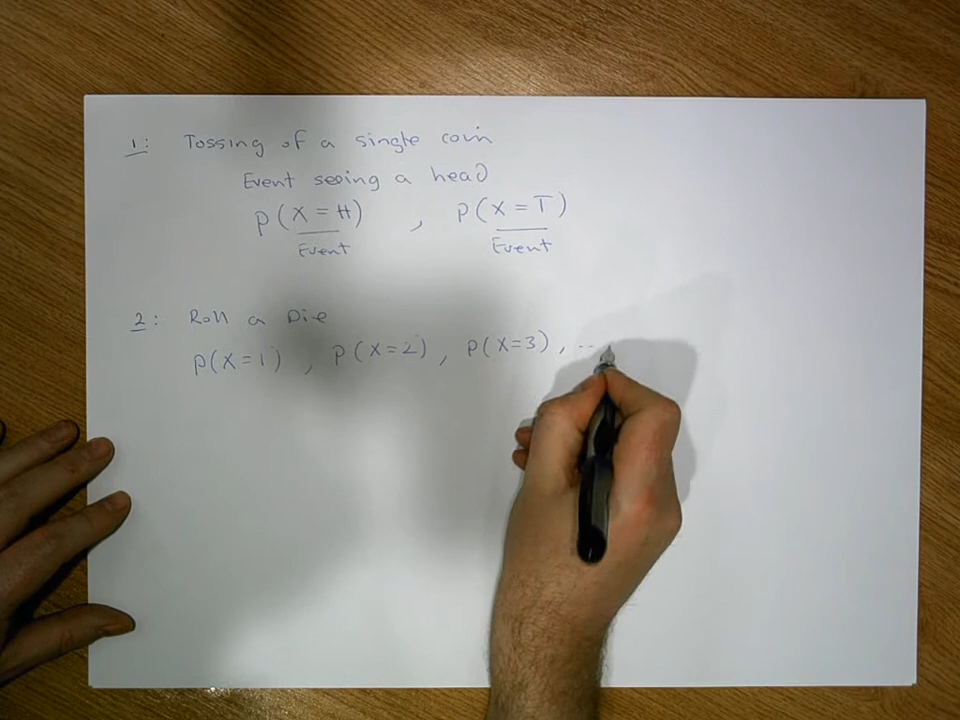 1: Tossing of a single coin
Event seeing a head
P(X=H) , P(X=T)
Event Event
2: Roll a Die
P(X=1) , P(X=2) , P(X=3) , ...